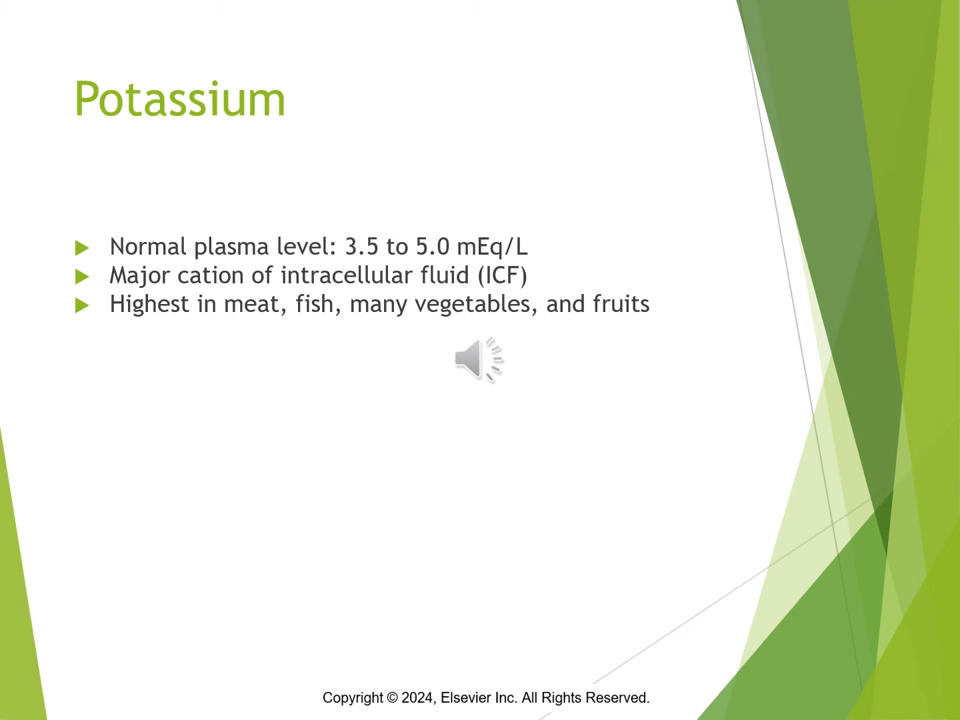 Potassium
Normal plasma level: 3.5 to 5.0 mEq/L
Major cation of intracellular fluid (ICF)
Highest in meat, fish, many vegetables, and fruits
Copyright © 2024, Elsevier Inc. All Rights Reserved.